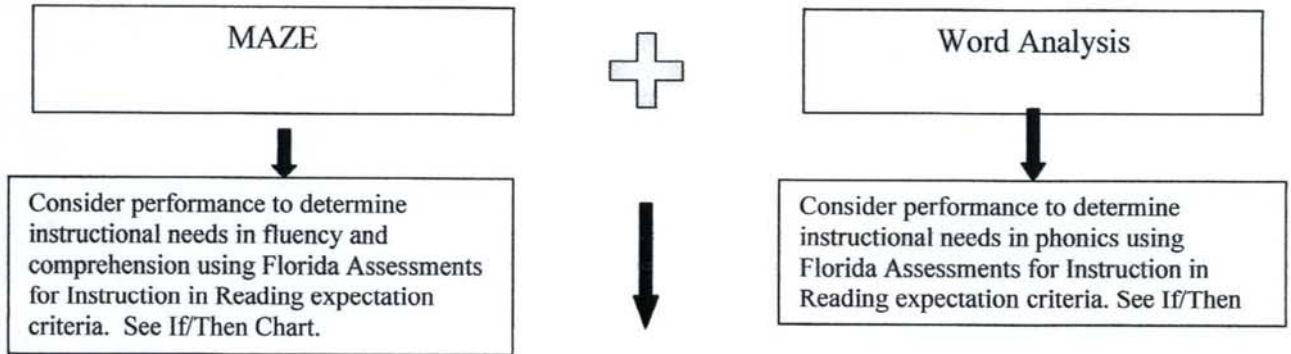 MAZE
Word Analysis
Consider performance to determine
instructional needs in fluency and
comprehension using Florida Assessments
for Instruction in Reading expectation
criteria. See If/Then Chart.
Consider performance to determine
instructional needs in phonics using
Florida Assessments for Instruction in
Reading expectation criteria. See If/Then